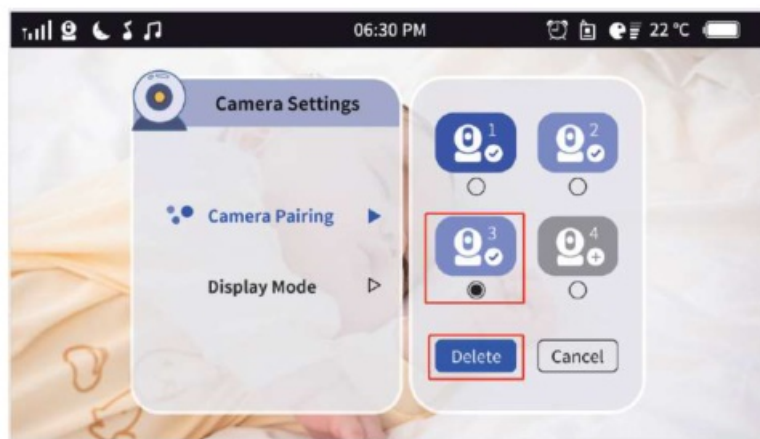 06:30 PM 22 °C
Camera Settings
1 2
Camera Pairing
3 4
Display Mode
Delete Cancel